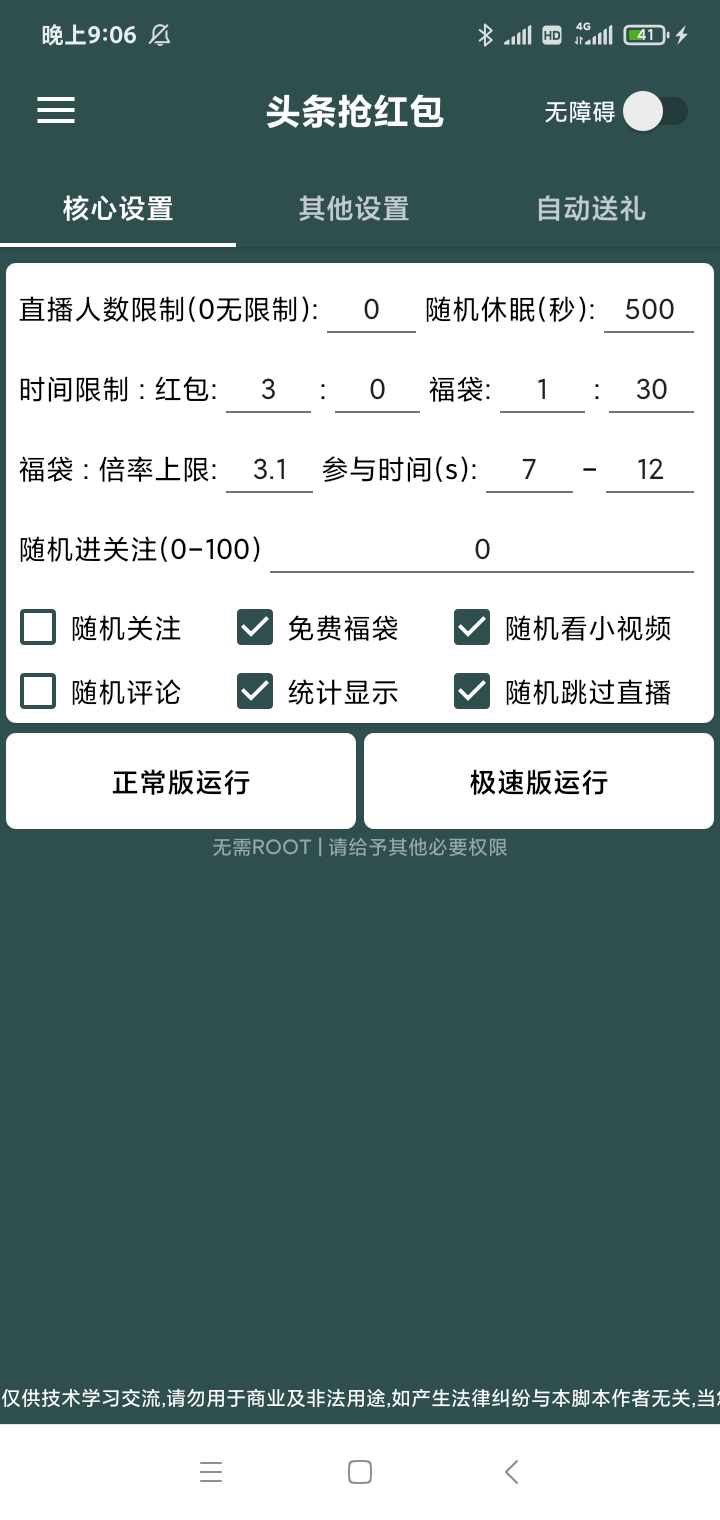 晚上9:06 HD 4G 41
头条抢红包 无障碍
核心设置 其他设置 自动送礼
直播人数限制(0无限制): 0 随机休眠(秒): 500
时间限制 : 红包: 3 : 0 福袋: 1 : 30
福袋 : 倍率上限: 3.1 参与时间(s): 7 - 12
随机进关注(0-100) 0
随机关注 免费福袋 随机看小视频
随机评论 统计显示 随机跳过直播
正常版运行 极速版运行
无需ROOT | 请给予其他必要权限
仅供技术学习交流,请勿用于商业及非法用途,如产生法律纠纷与本脚本作者无关,当